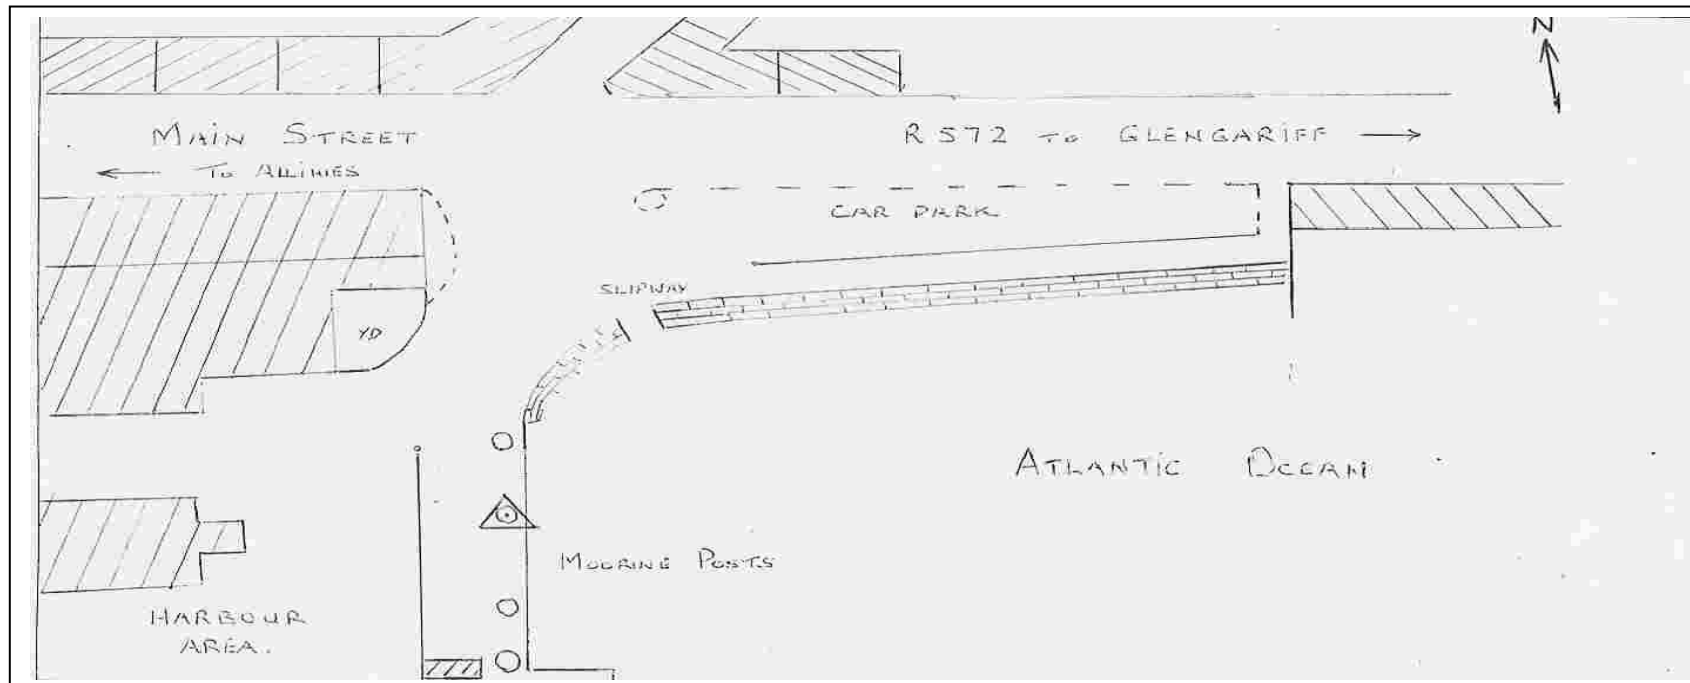 N
MAIN STREET
R572 TO GLENGARIFF
TO ALLIHIES
CAR PARK
SLIPWAY
YD
ATLANTIC OCEAN
MOORING POSTS
HARBOUR
AREA.